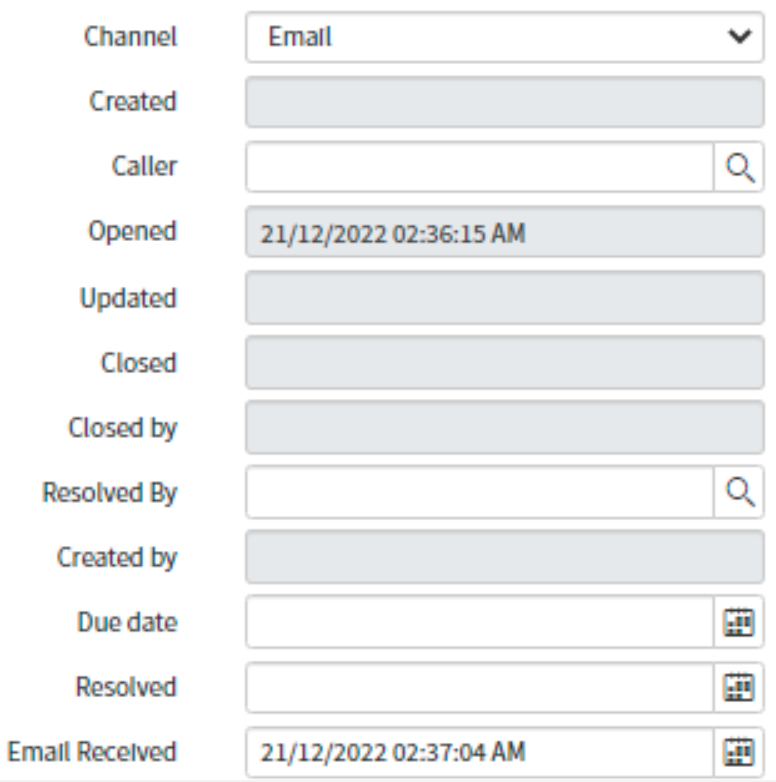 Channel Email
Created
Caller
Opened 21/12/2022 02:36:15 AM
Updated
Closed
Closed by
Resolved By
Created by
Due date
Resolved
Email Received 21/12/2022 02:37:04 AM